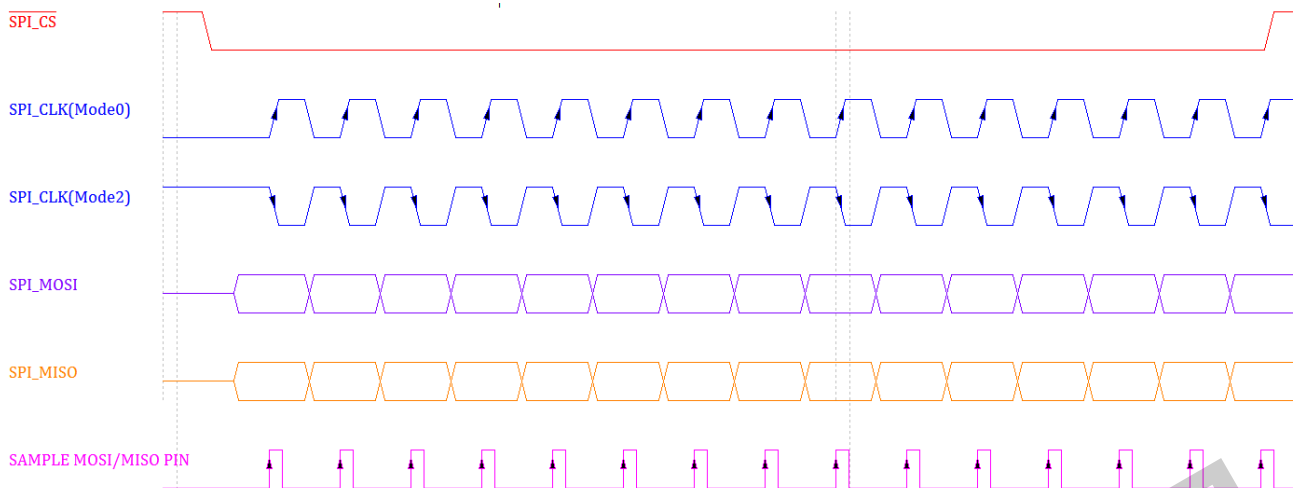 SPI_CS
SPI_CLK(Mode0)
SPI_CLK(Mode2)
SPI_MOSI
SPI_MISO
SAMPLE MOSI/MISO PIN